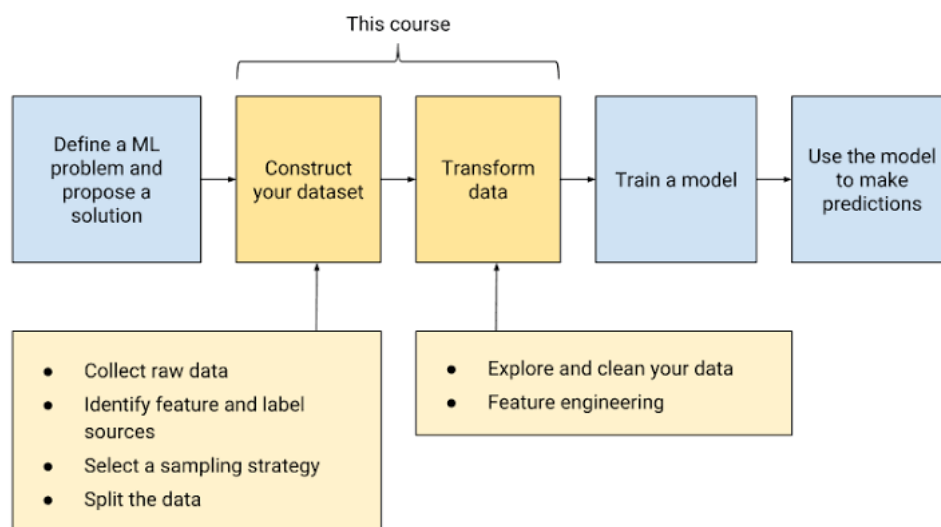 This course
Define a ML
problem and
propose a
solution
Construct
your dataset
Transform
data
Train a model
Use the model
to make
predictions
● Collect raw data
● Identify feature and label
sources
● Select a sampling strategy
● Split the data
● Explore and clean your data
● Feature engineering